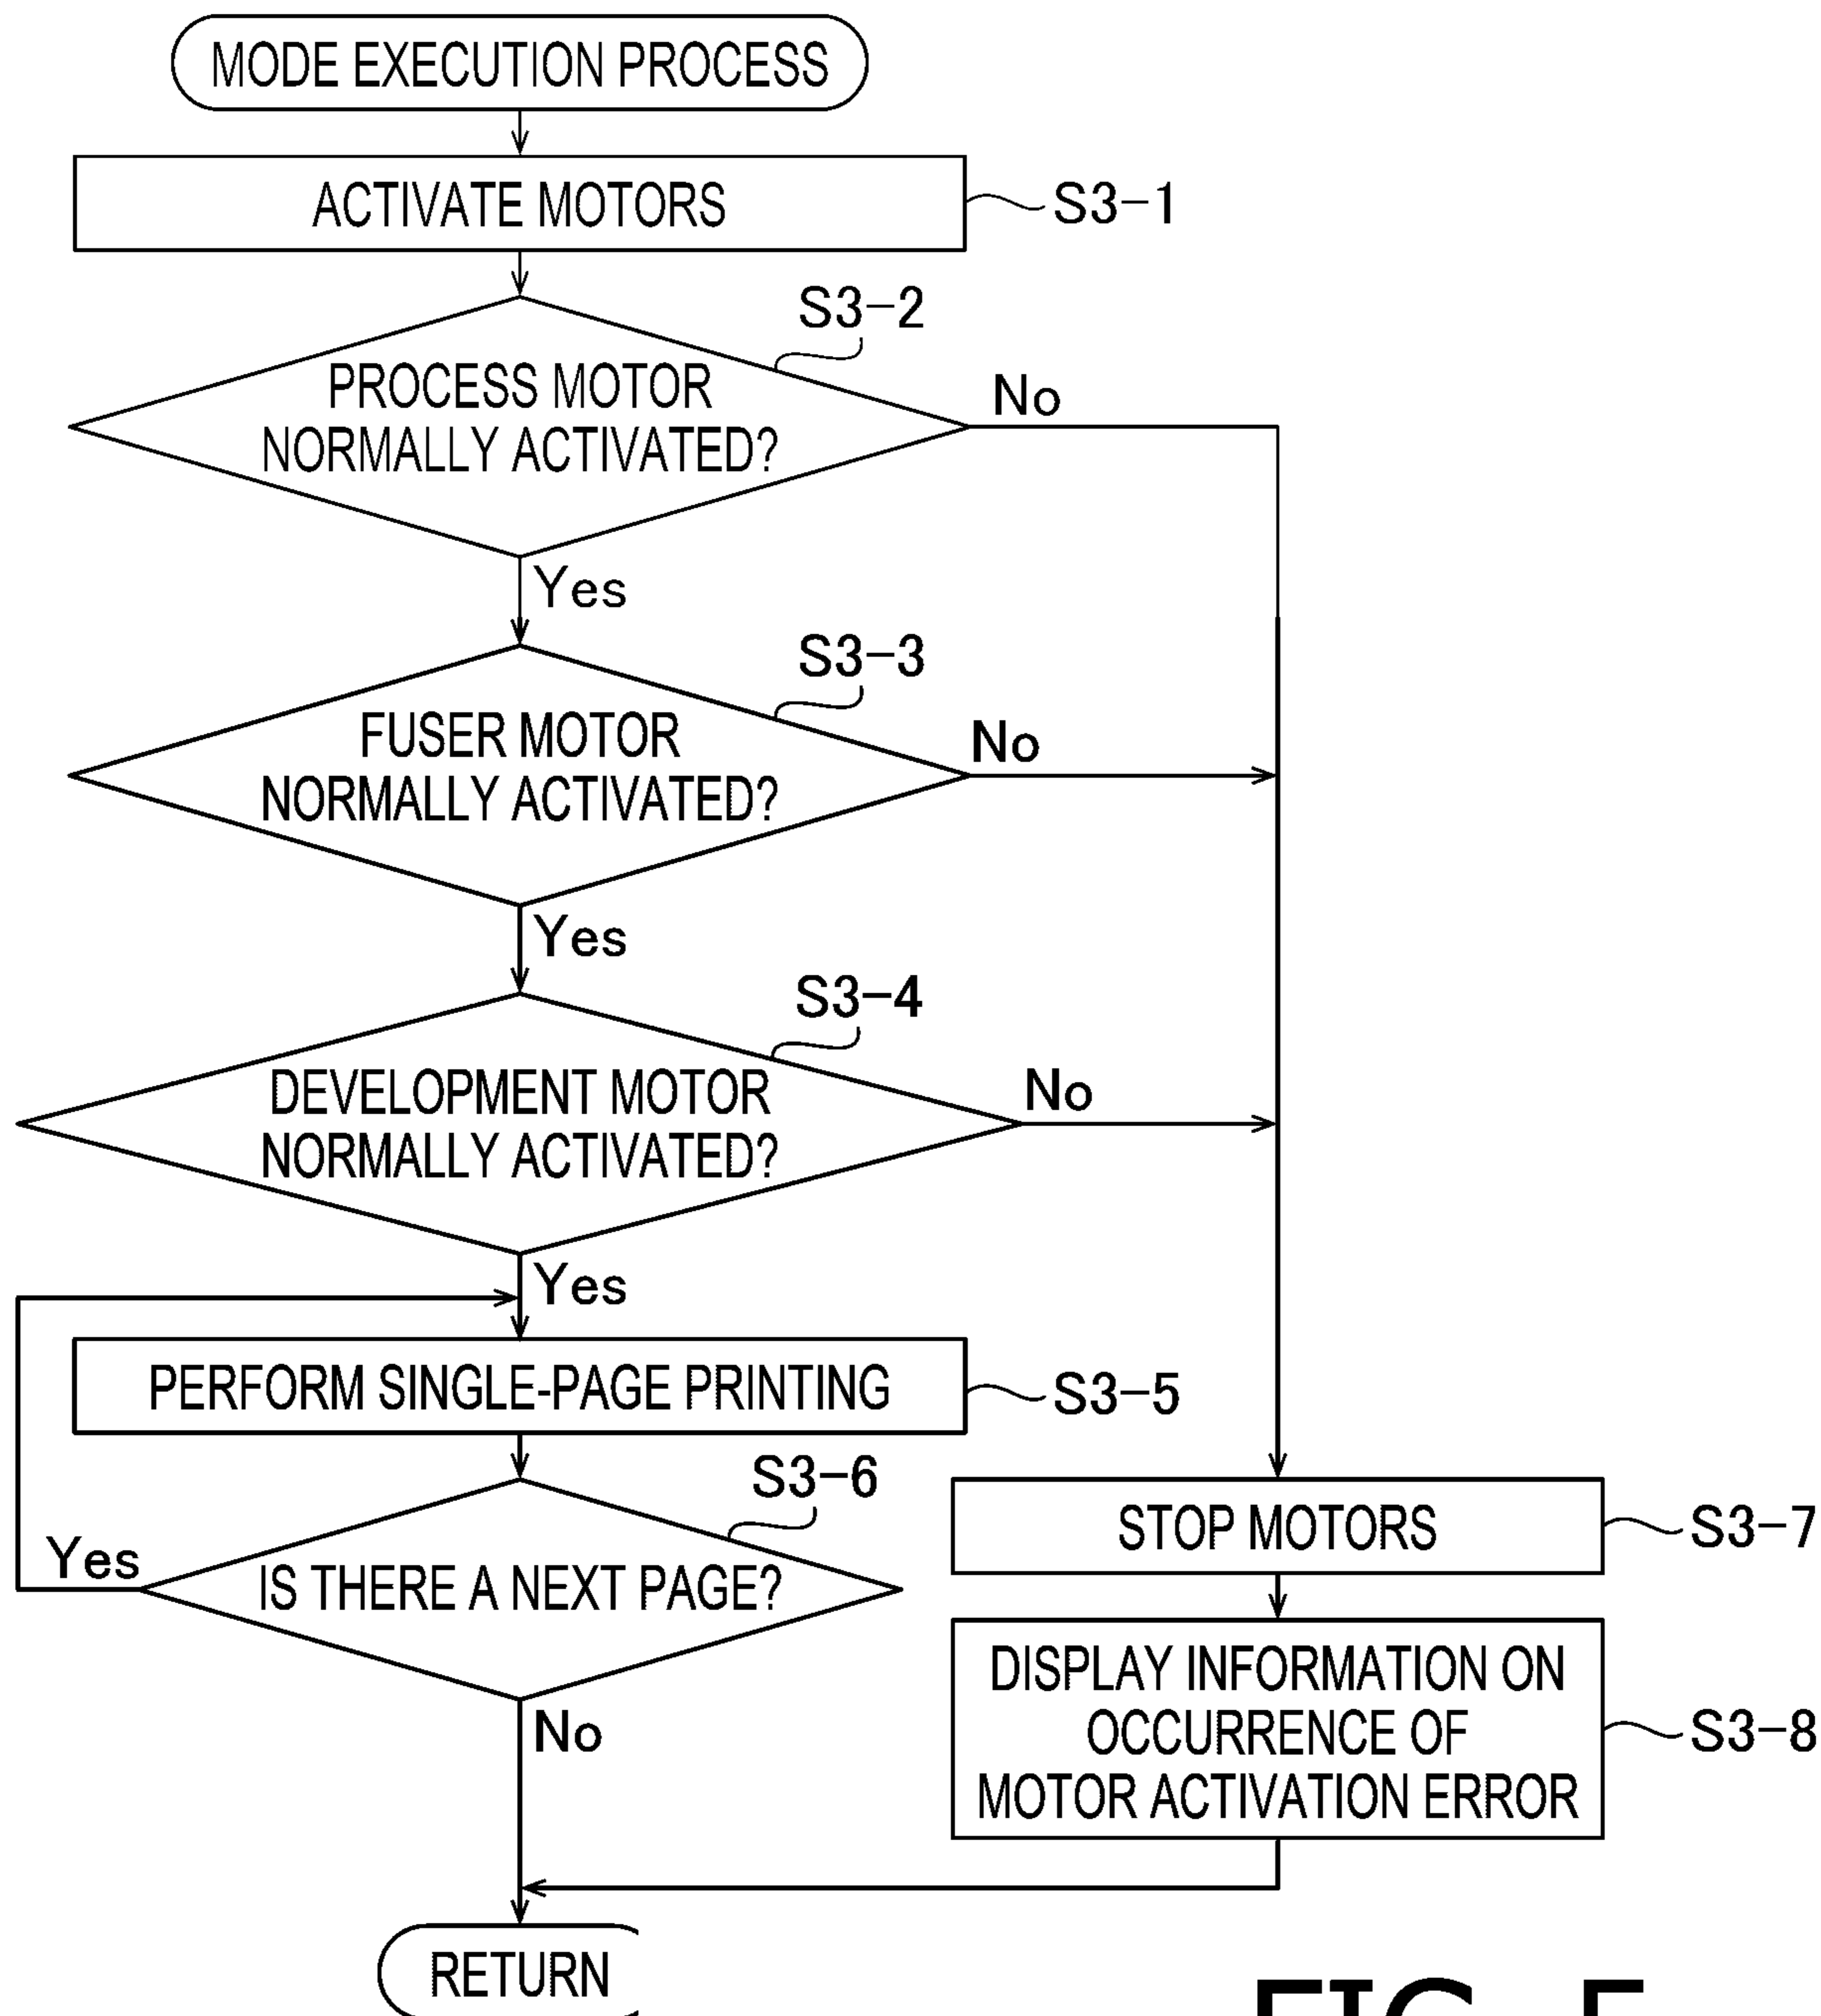 MODE EXECUTION PROCESS
ACTIVATE MOTORS
S3-1
S3-2
PROCESS MOTOR
NORMALLY ACTIVATED?
No
Yes
S3-3
FUSER MOTOR
NORMALLY ACTIVATED?
No
Yes
S3-4
DEVELOPMENT MOTOR
NORMALLY ACTIVATED?
No
Yes
PERFORM SINGLE-PAGE PRINTING
S3-5
S3-6
IS THERE A NEXT PAGE?
Yes
No
STOP MOTORS
S3-7
DISPLAY INFORMATION ON
OCCURRENCE OF
MOTOR ACTIVATION ERROR
S3-8
RETURN